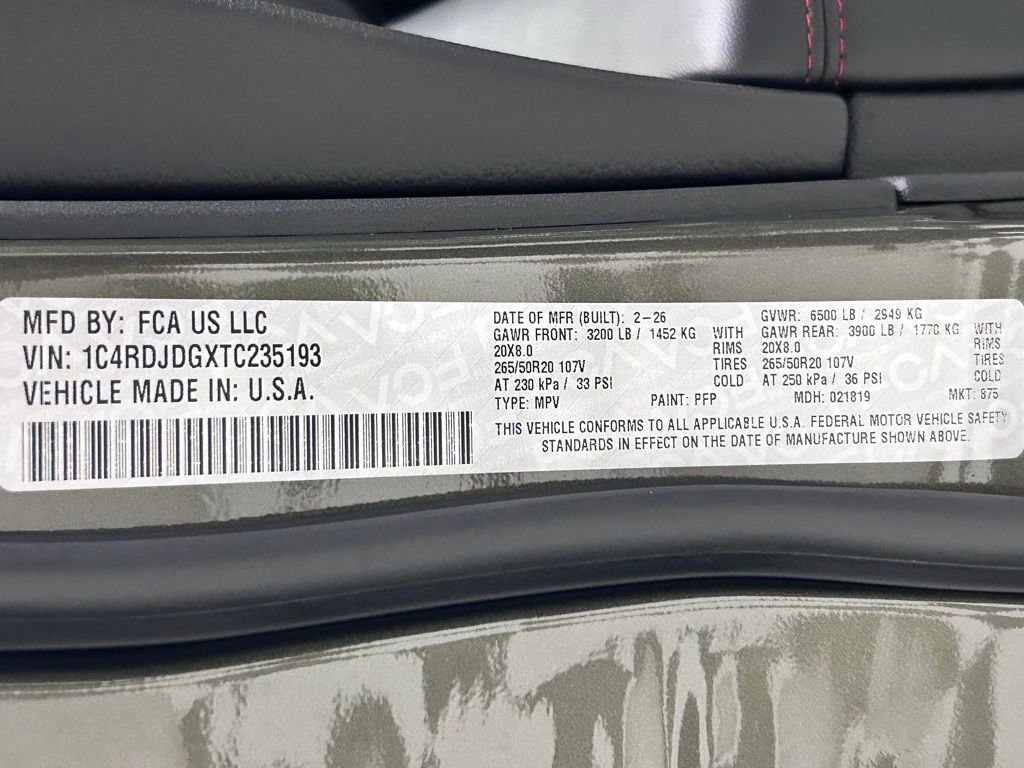 MFD BY: FCA US LLC
VIN: 1C4RDJDGXTC235193
VEHICLE MADE IN: U.S.A.
DATE OF MFR (BUILT): 2-26
GAWR FRONT: 3200 LB / 1452 KG WITH
20X8.0 RIMS
265/50R20 107V TIRES
AT 230 kPa / 33 PSI COLD
TYPE: MPV PAINT: PFP
GVWR: 6500 LB / 2949 KG
GAWR REAR: 3900 LB / 1770 KG WITH
20X8.0 RIMS
265/50R20 107V TIRES
AT 250 kPa / 36 PSI COLD
MDH: 021819 MKT: 875
THIS VEHICLE CONFORMS TO ALL APPLICABLE U.S.A. FEDERAL MOTOR VEHICLE SAFETY
STANDARDS IN EFFECT ON THE DATE OF MANUFACTURE SHOWN ABOVE.